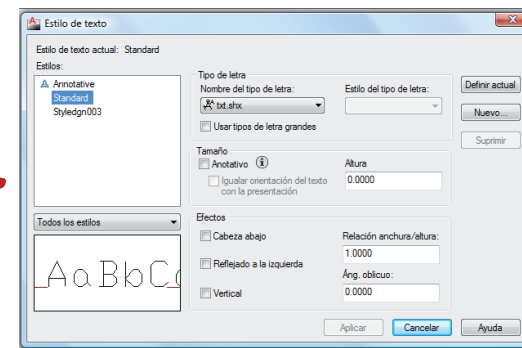 Estilo de texto
Estilo de texto actual: Standard
Estilos:
Annotative
Standard
Styledgn003
Todos los estilos
AaBbC
Tipo de letra
Nombre del tipo de letra:
txt.shx
Estilo del tipo de letra:
Usar tipos de letra grandes
Tamaño
Anotativo
Igualar orientación del texto
con la presentación
Altura
0.0000
Efectos
Cabeza abajo
Reflejado a la izquierda
Vertical
Relación anchura/altura:
1.0000
Áng. oblicuo:
0.0000
Definir actual
Nuevo...
Suprimir
Aplicar
Cancelar
Ayuda